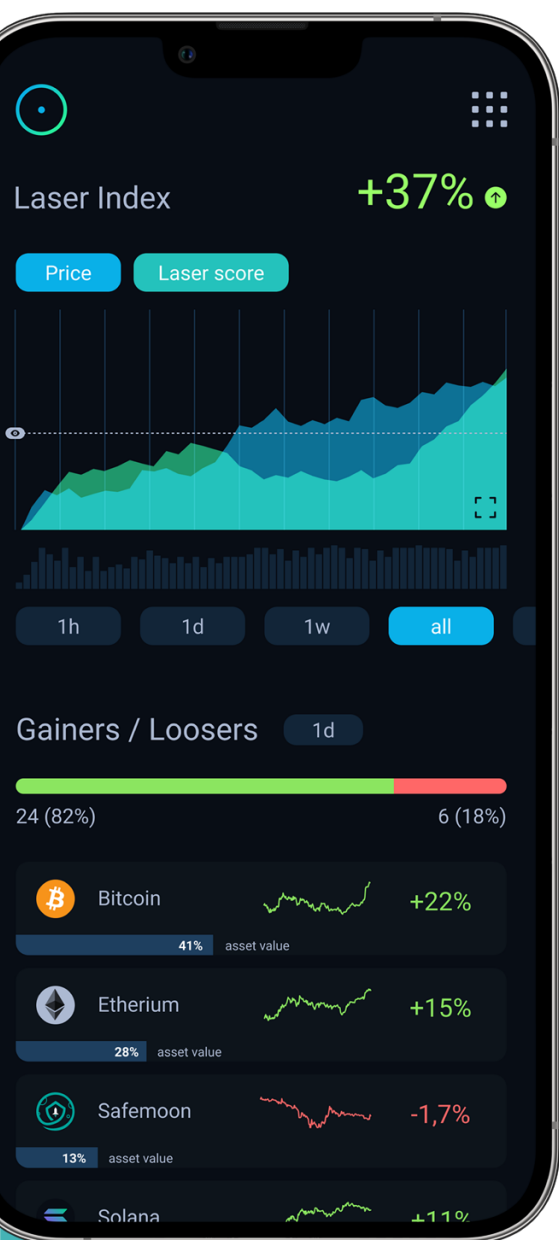 Laser Index
+37%
Price
Laser score
1h
1d
1w
all
Gainers / Loosers
1d
24 (82%)
6 (18%)
Bitcoin
+22%
41%
asset value
Etherium
+15%
28%
asset value
Safemoon
-1,7%
13%
asset value
Solana
+11%